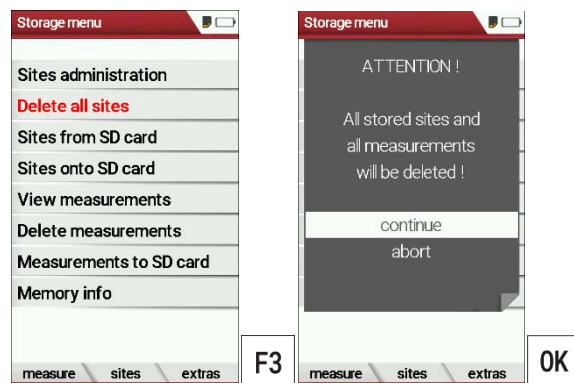 Storage menu
Sites administration
Delete all sites
Sites from SD card
Sites onto SD card
View measurements
Delete measurements
Measurements to SD card
Memory info
measure sites extras
F3
Storage menu
ATTENTION !
All stored sites and
all measurements
will be deleted !
continue
abort
measure sites extras
OK